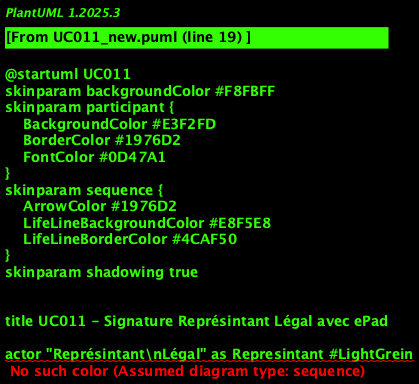 PlantUML 1.2025.3
[From UC011_new.puml (line 19) ]
@startuml UC011
skinparam backgroundColor #F8FBFF
skinparam participant {
BackgroundColor #E3F2FD
BorderColor #1976D2
FontColor #0D47A1
}
skinparam sequence {
ArrowColor #1976D2
LifeLineBackgroundColor #E8F5E8
LifeLineBorderColor #4CAF50
}
skinparam shadowing true
title UC011 - Signature Représintant Légal avec ePad
actor "Représintant\nLégal" as Represintant #LightGrein
No such color (Assumed diagram type: sequence)